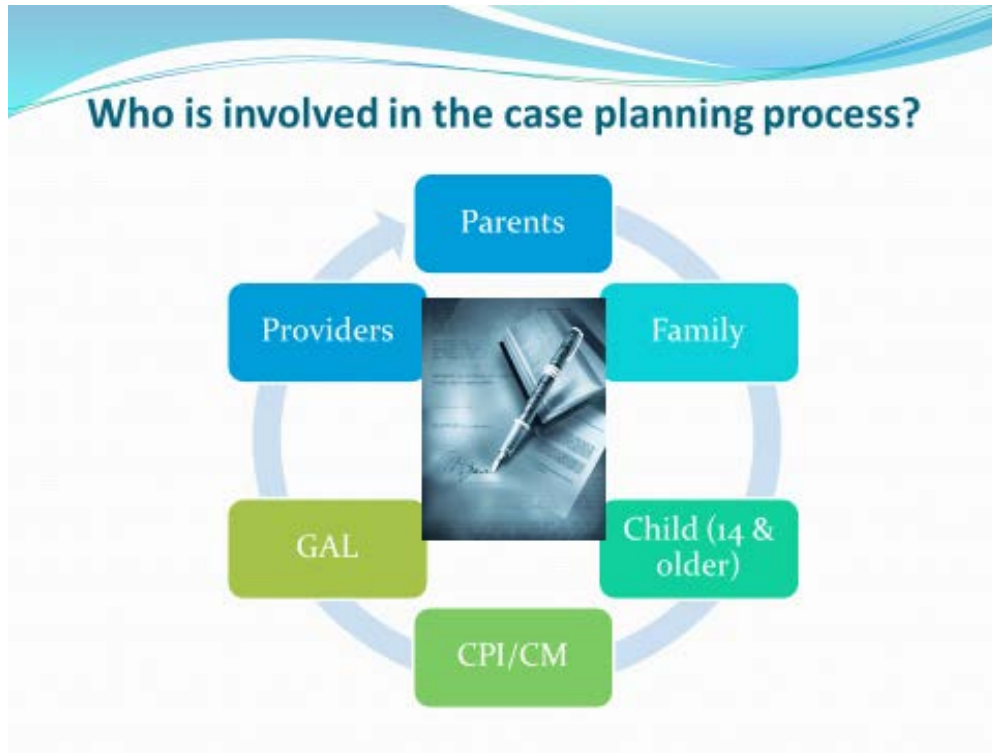 Who is involved in the case planning process?
Parents
Family
Child (14 &
older)
CPI/CM
GAL
Providers